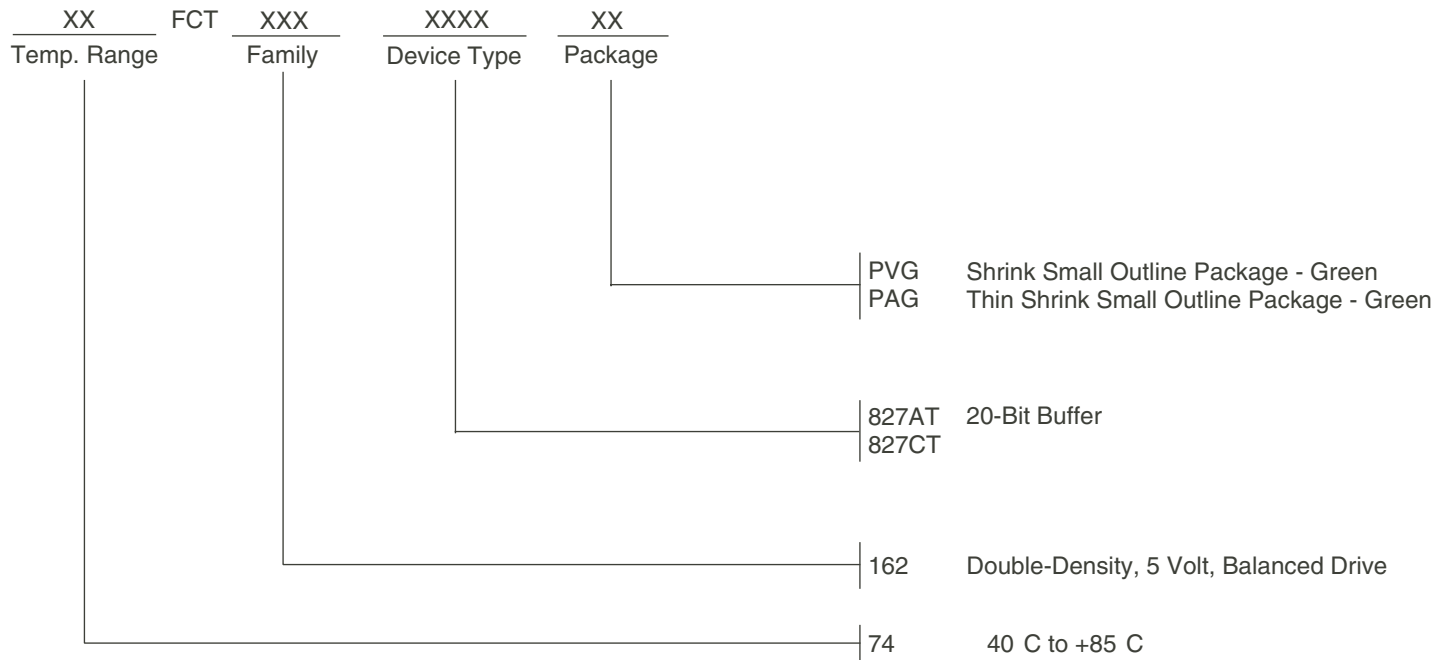 XX FCT XXX XXXX XX
Temp. Range Family Device Type Package
PVG Shrink Small Outline Package - Green
PAG Thin Shrink Small Outline Package - Green
827AT 20-Bit Buffer
827CT
162 Double-Density, 5 Volt, Balanced Drive
74 40 C to +85 C